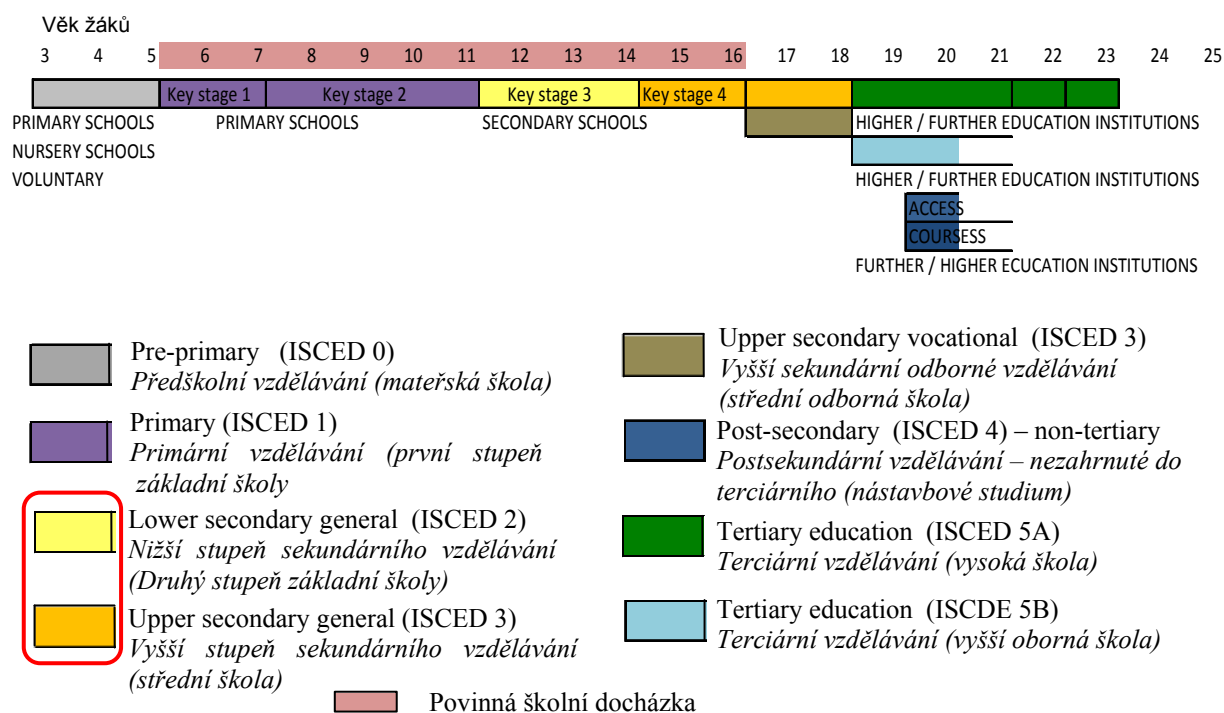 Věk žáků
3 4 5 6 7 8 9 10 11 12 13 14 15 16 17 18 19 20 21 22 23 24 25
Key stage 1 Key stage 2 Key stage 3 Key stage 4
PRIMARY SCHOOLS PRIMARY SCHOOLS SECONDARY SCHOOLS HIGHER / FURTHER EDUCATION INSTITUTIONS
NURSERY SCHOOLS
VOLUNTARY HIGHER / FURTHER EDUCATION INSTITUTIONS
ACCESS
COURSESS
FURTHER / HIGHER ECUCATION INSTITUTIONS
Pre-primary (ISCED 0)
Předškolní vzdělávání (mateřská škola)
Primary (ISCED 1)
Primární vzdělávání (první stupeň
základní školy
Lower secondary general (ISCED 2)
Nižší stupeň sekundárního vzdělávání
(Druhý stupeň základní školy)
Upper secondary general (ISCED 3)
Vyšší stupeň sekundárního vzdělávání
(střední škola)
Upper secondary vocational (ISCED 3)
Vyšší sekundární odborné vzdělávání
(střední odborná škola)
Post-secondary (ISCED 4) – non-tertiary
Postsekundární vzdělávání – nezahrnuté do
terciárního (nástavbové studium)
Tertiary education (ISCED 5A)
Terciární vzdělávání (vysoká škola)
Tertiary education (ISCDE 5B)
Terciární vzdělávání (vyšší oborná škola)
Povinná školní docházka